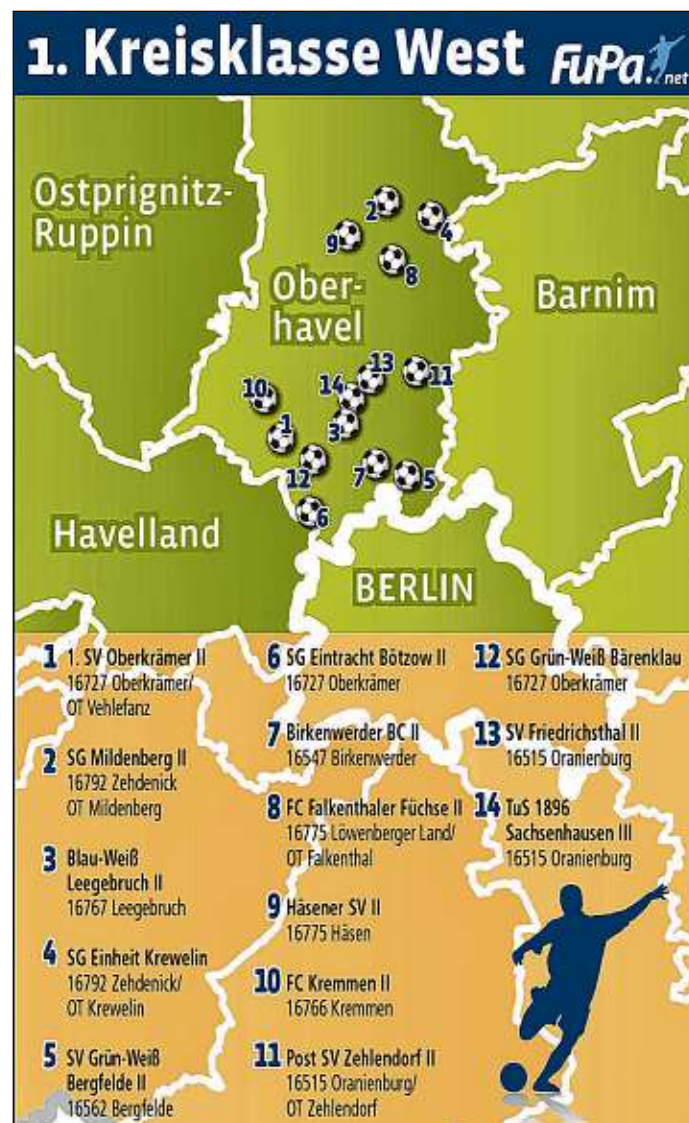 1. Kreisklasse West
FuPa.net
Ostprignitz-
Ruppin
Ober-
havel
Barnim
Havelland
BERLIN
2
4
9
8
13
11
14
10
1
3
12
7
5
6
1 1. SV Oberkrämer II
16727 Oberkrämer/
OT Vehlefanz
2 SG Mildenberg II
16792 Zehdenick
OT Mildenberg
3 Blau-Weiß
Leegebruch II
16767 Leegebruch
4 SG Einheit Krewelin
16792 Zehdenick/
OT Krewelin
5 SV Grün-Weiß
Bergfelde II
16562 Bergfelde
6 SG Eintracht Bötzow II
16727 Oberkrämer
7 Birkenwerder BC II
16547 Birkenwerder
8 FC Falkenthaler Füchse II
16775 Löwenberger Land/
OT Falkenthal
9 Häsener SV II
16775 Häsen
10 FC Kremmen II
16766 Kremmen
11 Post SV Zehlendorf II
16515 Oranienburg/
OT Zehlendorf
12 SG Grün-Weiß Bärenklau
16727 Oberkrämer
13 SV Friedrichsthal II
16515 Oranienburg
14 TuS 1896
Sachsenhausen III
16515 Oranienburg